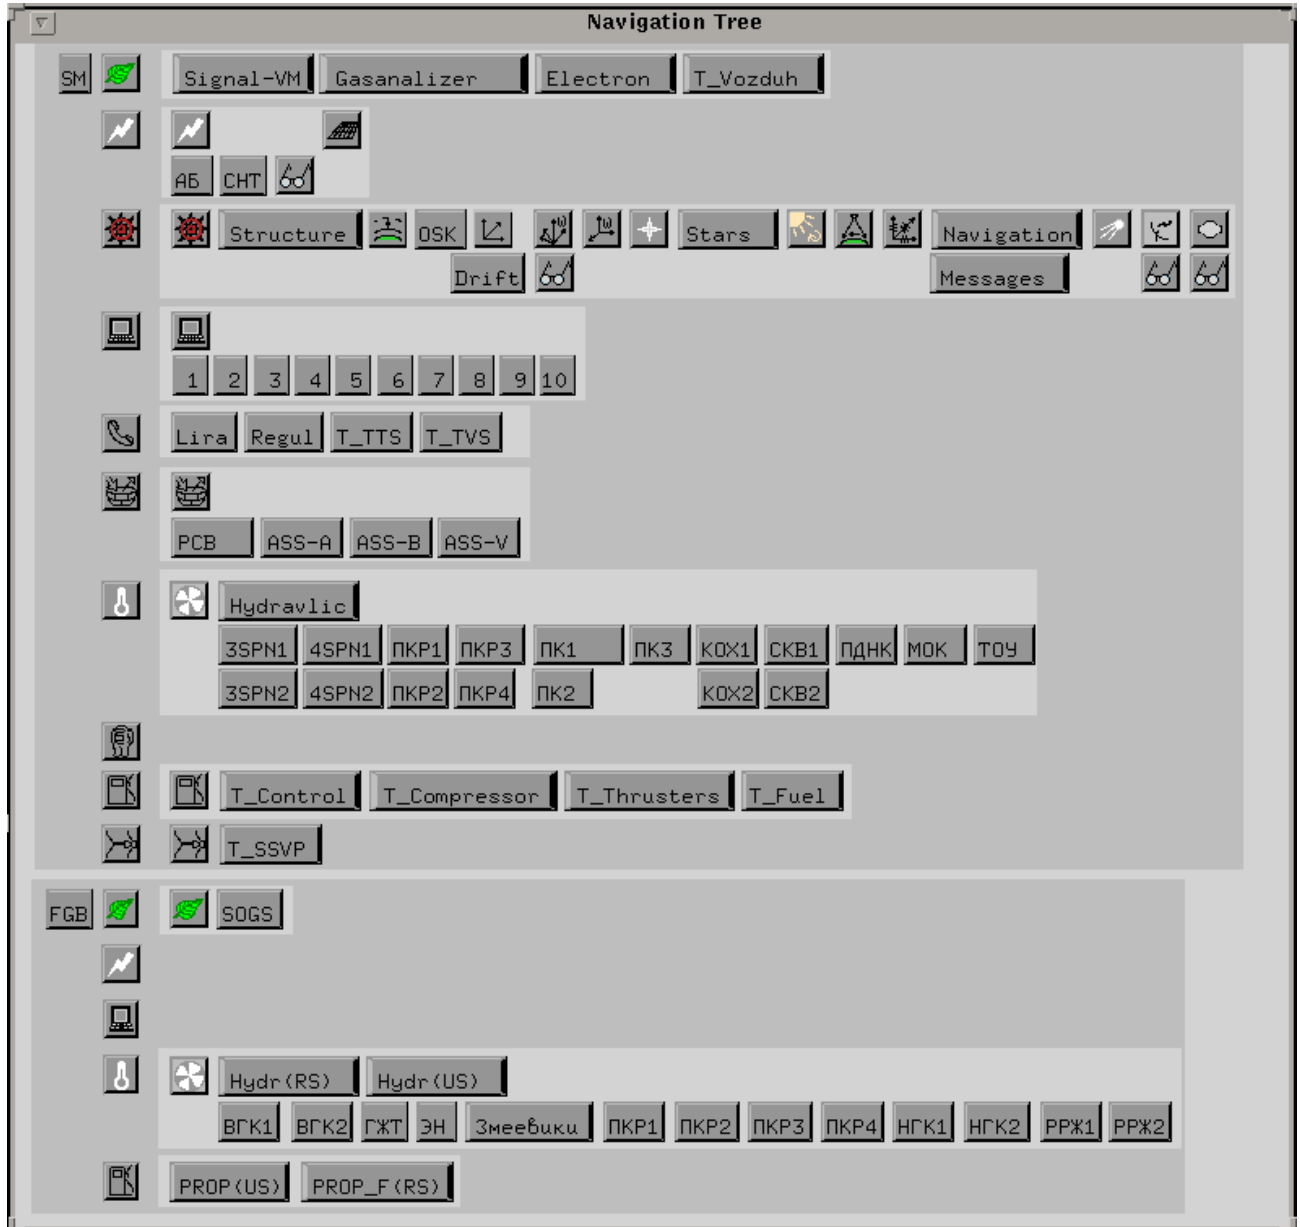 Navigation Tree
SM Signal-VM Gasanalizer Electron T_Vozduh
АБ СНТ
Structure OSK Stars Navigation
Drift Messages
1 2 3 4 5 6 7 8 9 10
Lira Regul T_TTS T_TVS
РСВ ASS-A ASS-B ASS-V
Hydravlic
3SPN1 4SPN1 ПКР1 ПКР3 ПК1 ПК3 КОХ1 СКВ1 ПДНК МОК ТОУ
3SPN2 4SPN2 ПКР2 ПКР4 ПК2 КОХ2 СКВ2
T_Control T_Compressor T_Thrusters T_Fuel
T_SSVP
FGB SOGS
Hydr(RS) Hydr(US)
ВГК1 ВГК2 ГЖТ ЭН Змеевики ПКР1 ПКР2 ПКР3 ПКР4 НГК1 НГК2 РРЖ1 РРЖ2
PROP(US) PROP_F(RS)